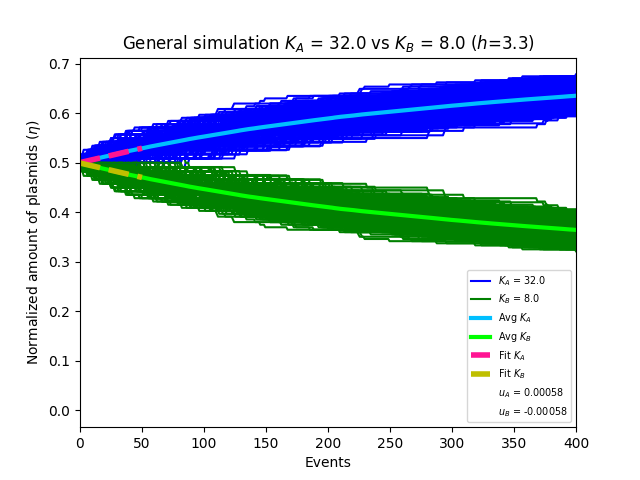 General simulation K_A = 32.0 vs K_B = 8.0 (h=3.3)
Normalized amount of plasmids (η)
0.7
0.6
0.5
0.4
0.3
0.2
0.1
0.0
K_A = 32.0
K_B = 8.0
Avg K_A
Avg K_B
Fit K_A
Fit K_B
u_A = 0.00058
u_B = -0.00058
0 50 100 150 200 250 300 350 400
Events